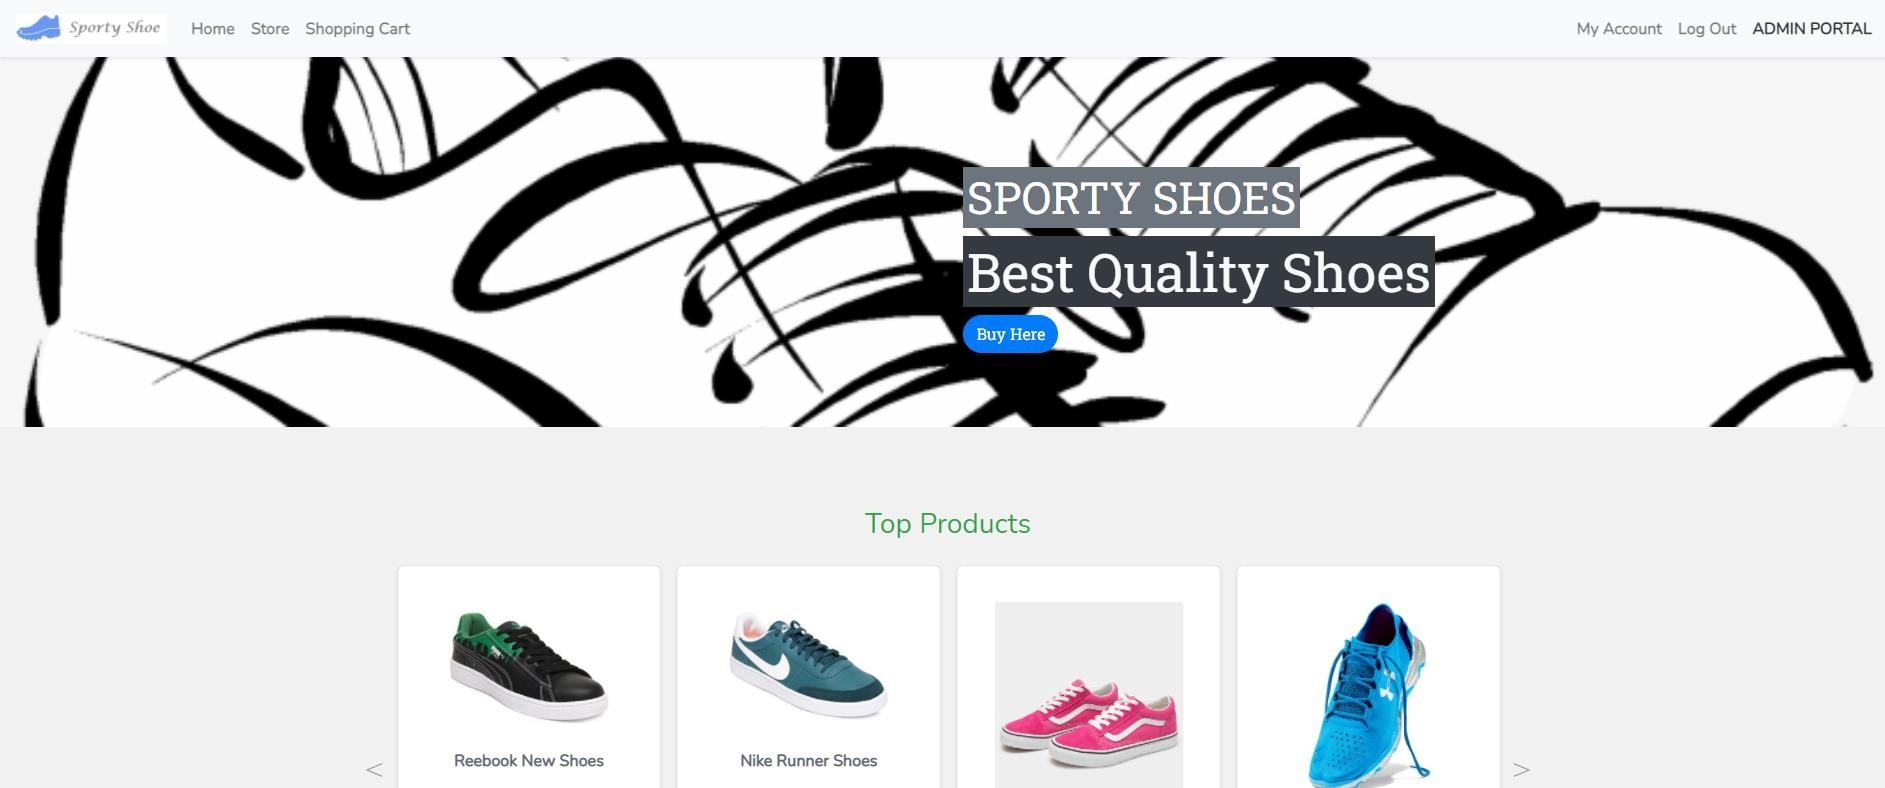 Sporty Shoe
Home Store Shopping Cart
My Account Log Out ADMIN PORTAL
SPORTY SHOES
Best Quality Shoes
Buy Here
Top Products
Reebook New Shoes
Nike Runner Shoes
<
>